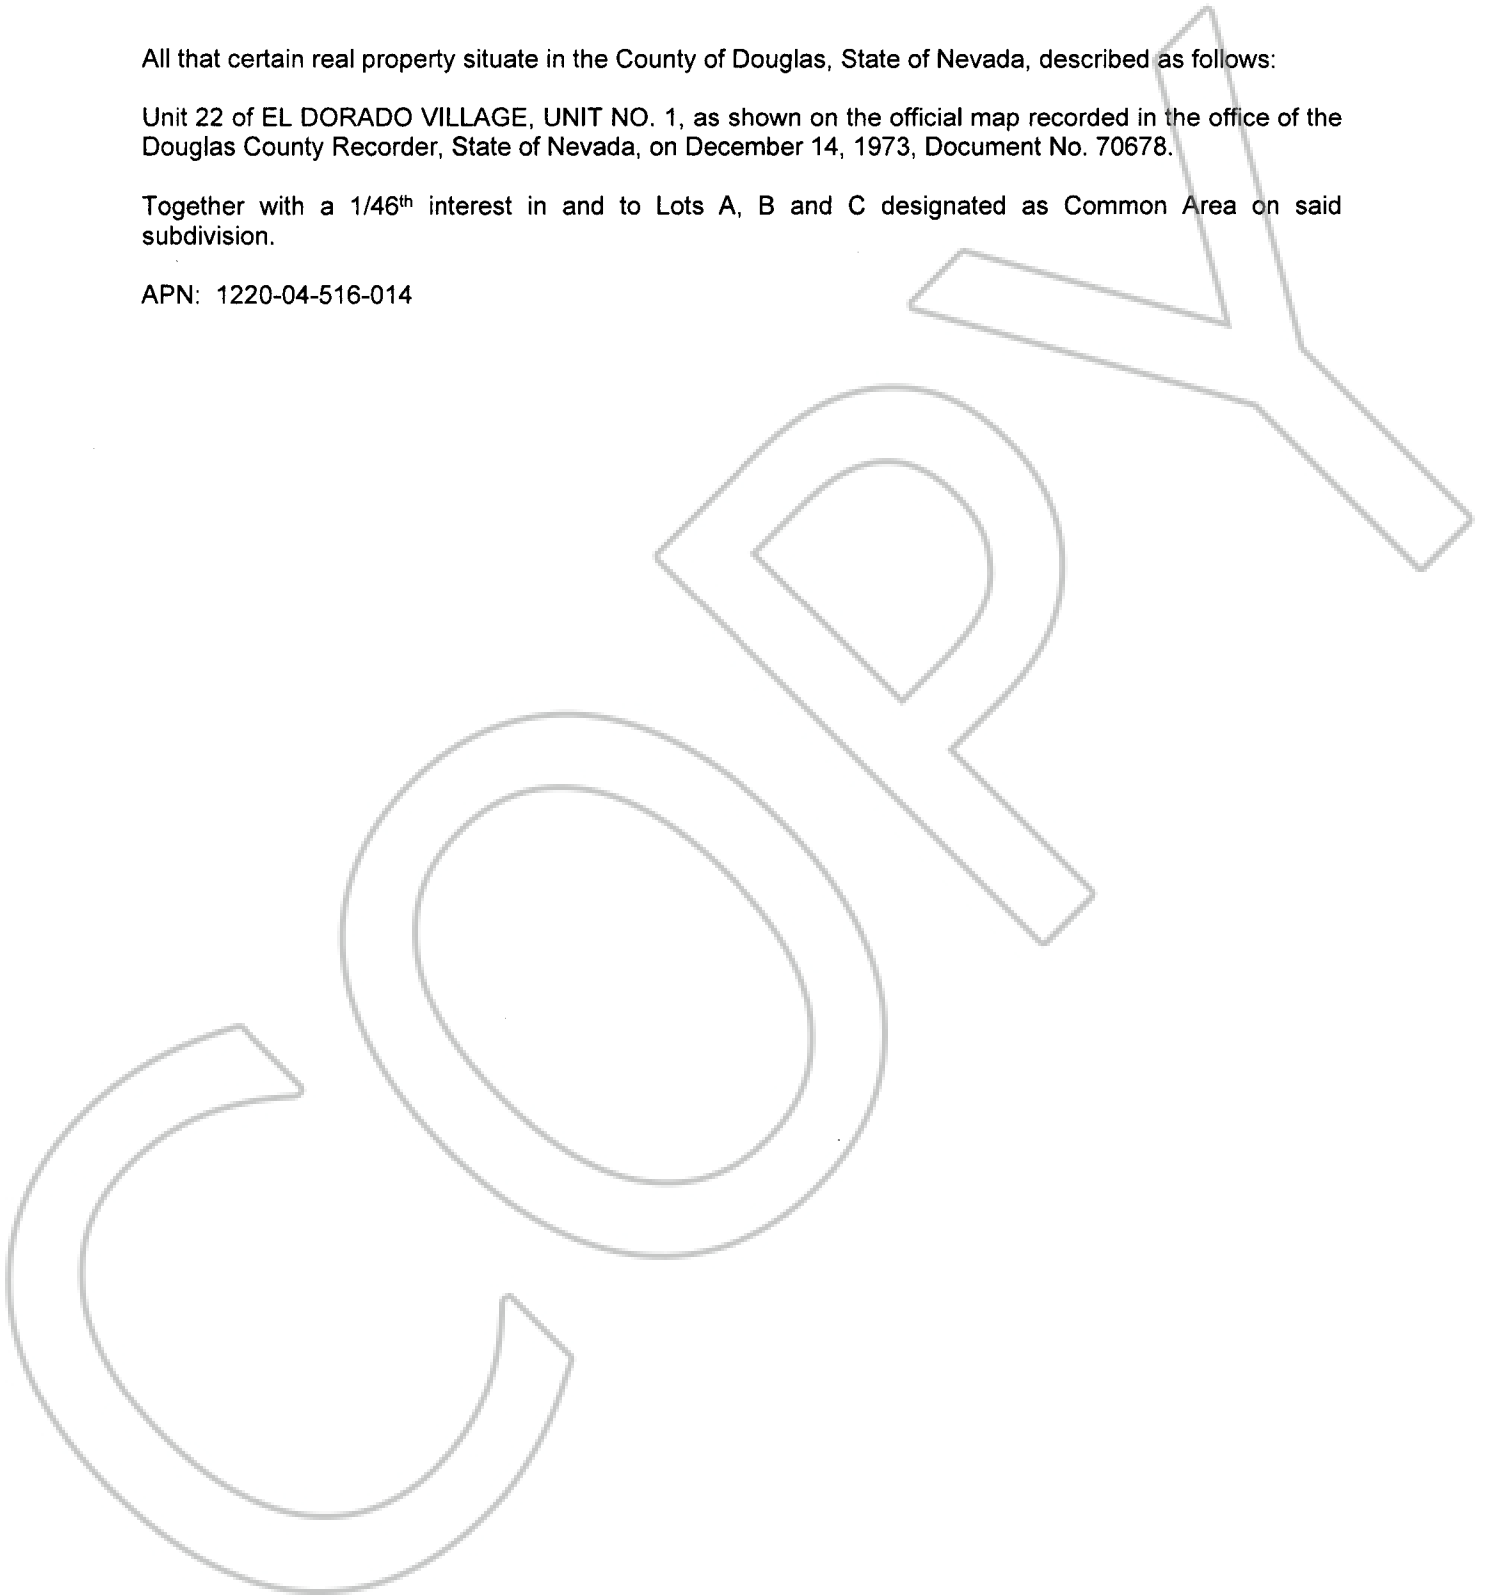 All that certain real property situate in the County of Douglas, State of Nevada, described as follows:
Unit 22 of EL DORADO VILLAGE, UNIT NO. 1, as shown on the official map recorded in the office of the
Douglas County Recorder, State of Nevada, on December 14, 1973, Document No. 70678.
Together with a 1/46th interest in and to Lots A, B and C designated as Common Area on said
subdivision.
APN: 1220-04-516-014
COPY